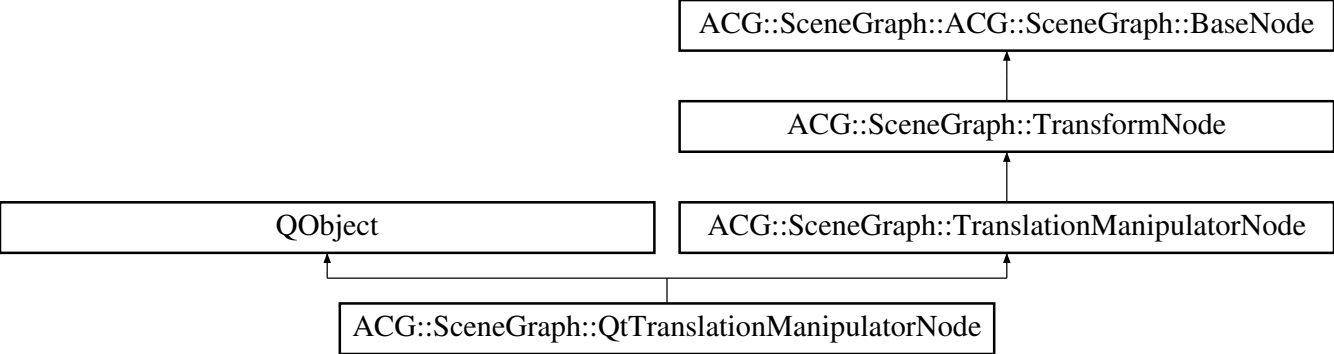 ACG::SceneGraph::ACG::SceneGraph::BaseNode
ACG::SceneGraph::TransformNode
QObject
ACG::SceneGraph::TranslationManipulatorNode
ACG::SceneGraph::QtTranslationManipulatorNode